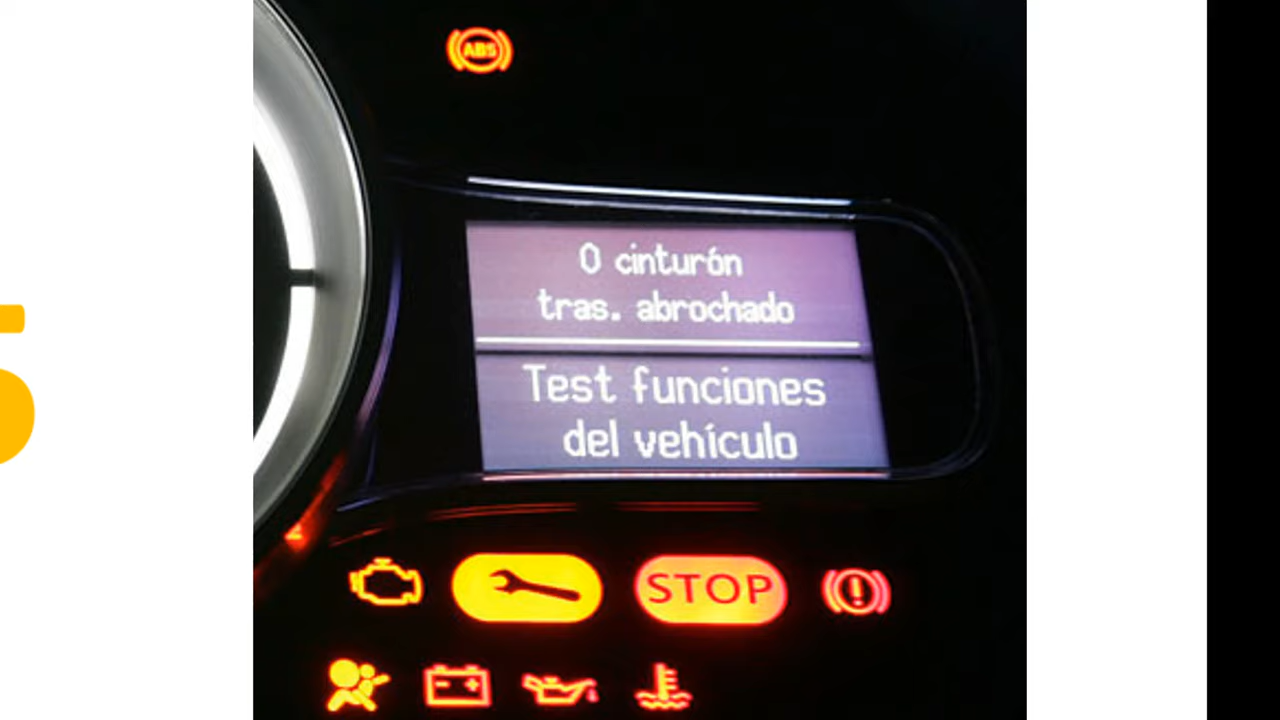 ABS
0 cinturón
tras. abrochado
Test funciones
del vehículo
STOP